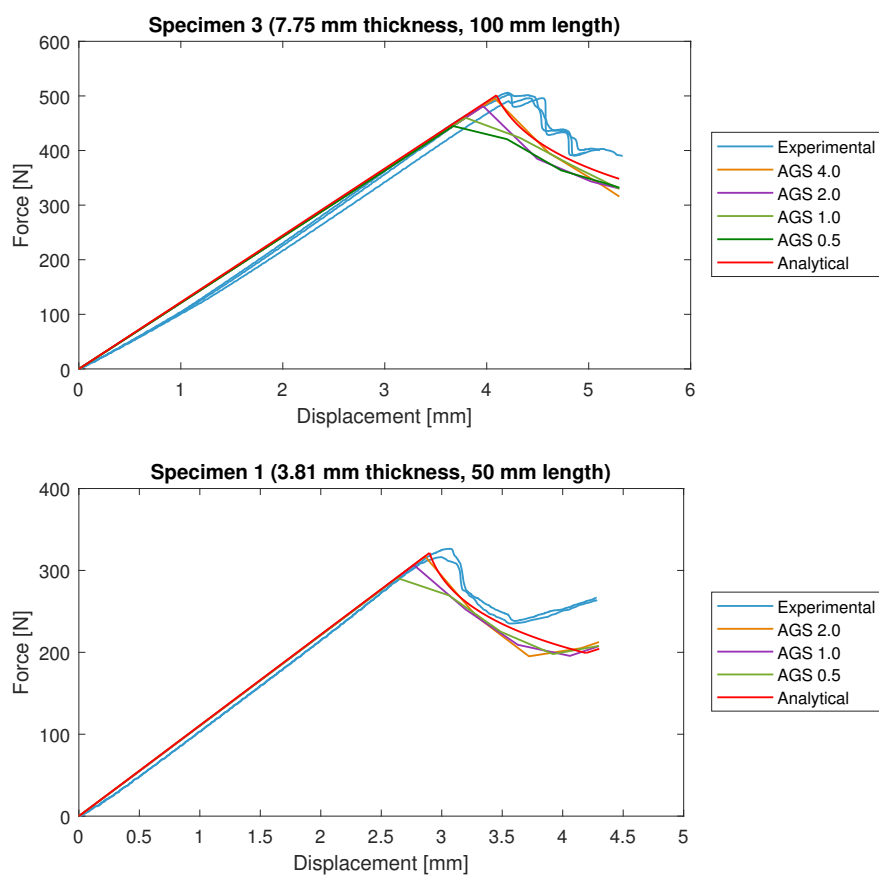 Specimen 3 (7.75 mm thickness, 100 mm length)
600
500
400
300
200
100
0
Force [N]
0 1 2 3 4 5 6
Displacement [mm]
Experimental
AGS 4.0
AGS 2.0
AGS 1.0
AGS 0.5
Analytical
Specimen 1 (3.81 mm thickness, 50 mm length)
400
300
200
100
0
Force [N]
0 0.5 1 1.5 2 2.5 3 3.5 4 4.5 5
Displacement [mm]
Experimental
AGS 2.0
AGS 1.0
AGS 0.5
Analytical